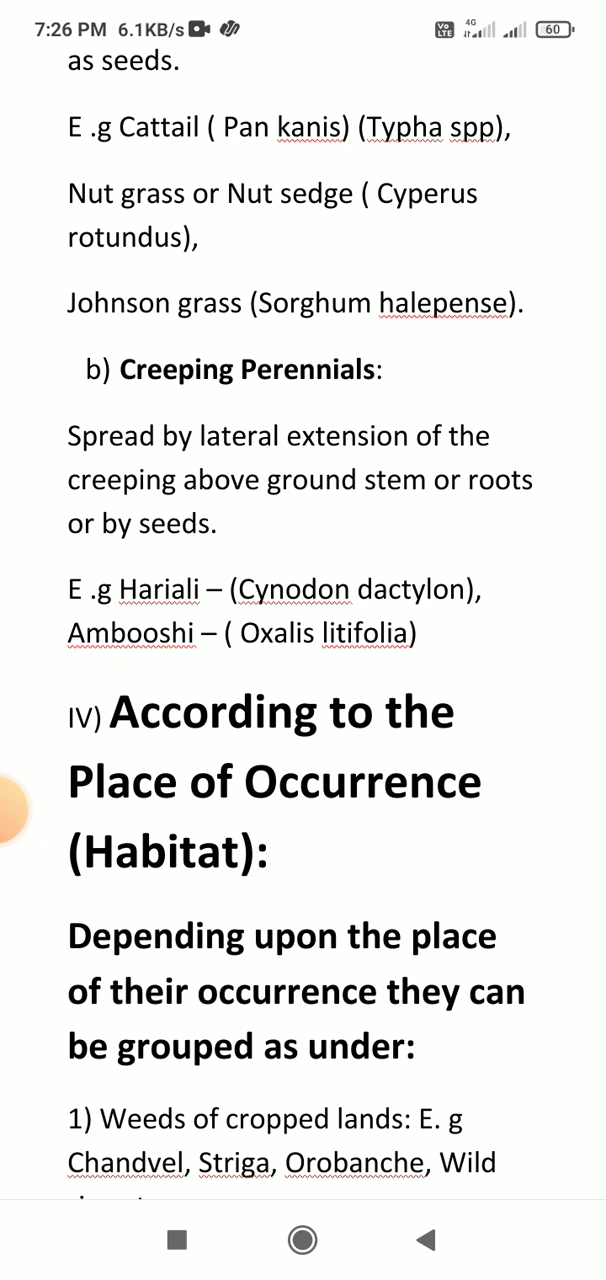 7:26 PM 6.1KB/s
Vo LTE 4G 60
as seeds.
E .g Cattail ( Pan kanis) (Typha spp),
Nut grass or Nut sedge ( Cyperus
rotundus),
Johnson grass (Sorghum halepense).
b) Creeping Perennials:
Spread by lateral extension of the
creeping above ground stem or roots
or by seeds.
E .g Hariali – (Cynodon dactylon),
Ambooshi – ( Oxalis litifolia)
IV) According to the
Place of Occurrence
(Habitat):
Depending upon the place
of their occurrence they can
be grouped as under:
1) Weeds of cropped lands: E. g
Chandvel, Striga, Orobanche, Wild